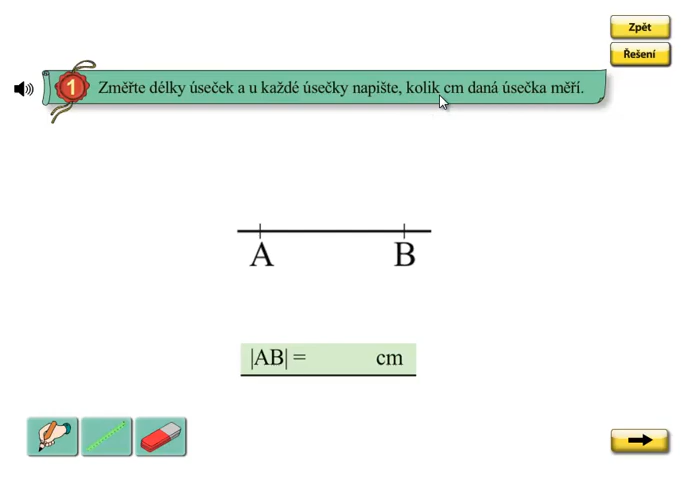 Zpět
Řešení
1 Změřte délky úseček a u každé úsečky napište, kolik cm daná úsečka měří.
A B
|AB| = cm